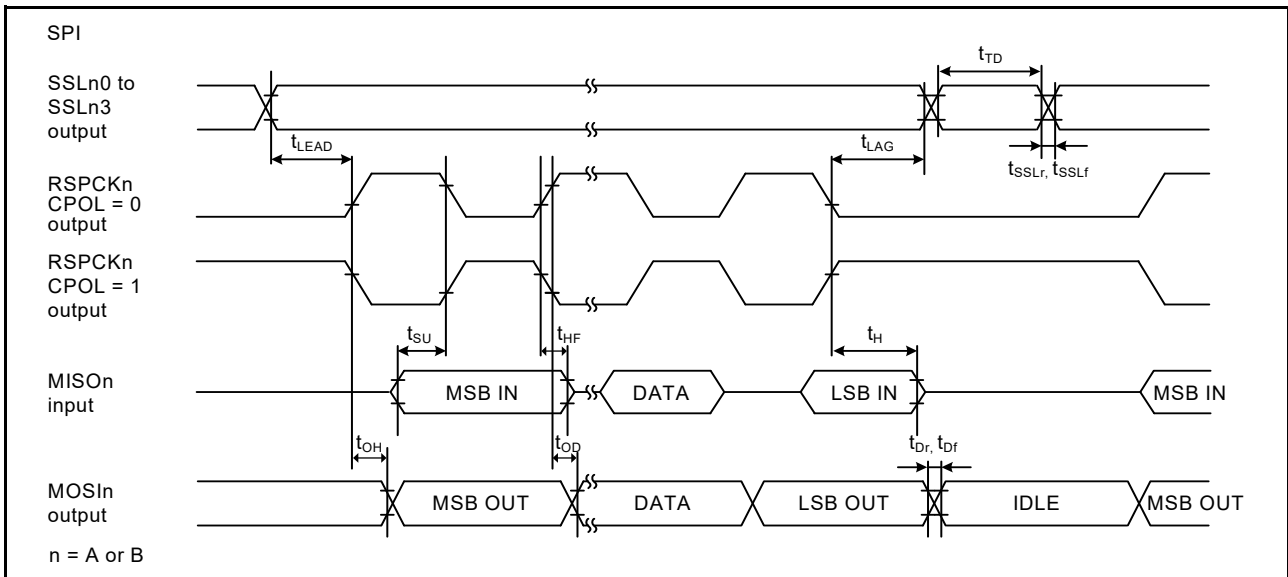 SPI
SSLn0 to
SSLn3
output
tTD
tLEAD
tLAG
tSSLr, tSSLf
RSPCKn
CPOL = 0
output
RSPCKn
CPOL = 1
output
tSU
tHF
tH
MISOn
input
MSB IN
DATA
LSB IN
MSB IN
tOH
tOD
tDr, tDf
MOSIn
output
MSB OUT
DATA
LSB OUT
IDLE
MSB OUT
n = A or B